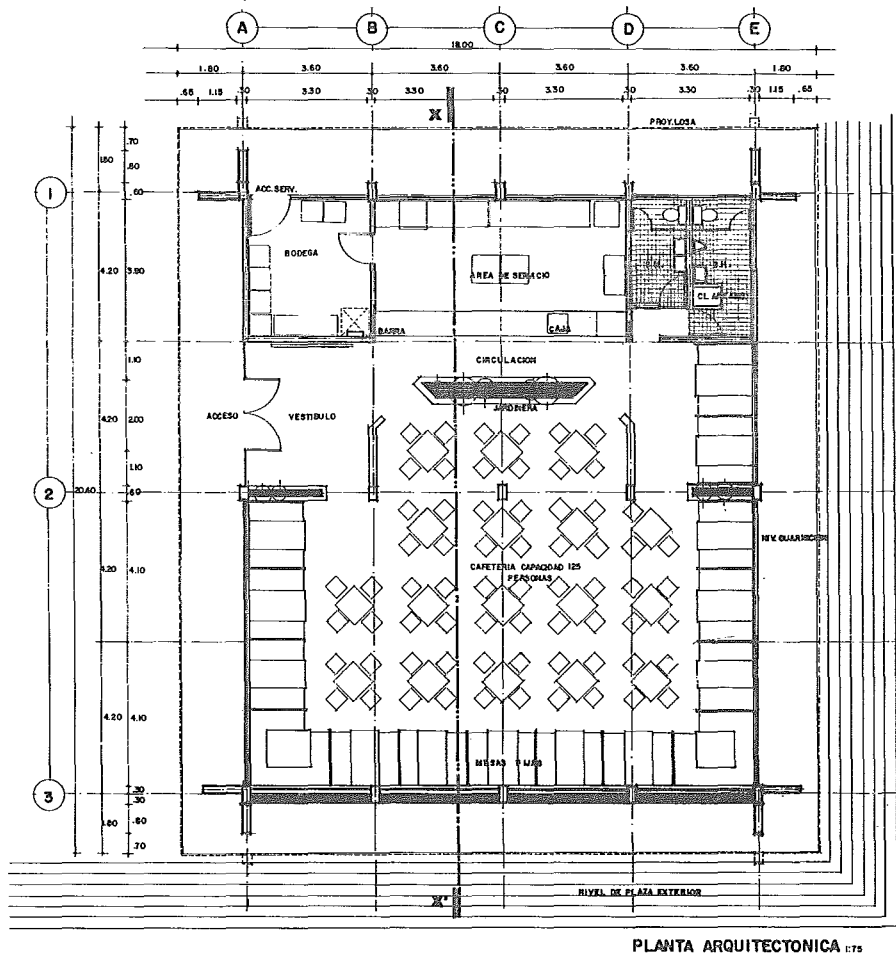 A B C D E
18.00
1.80 3.60 3.60 3.60 3.60 1.80
.65 1.15 .30 3.30 .30 3.30 .30 3.30 .30 3.30 .30 1.15 .65
X
PROY. LOSA
.70
1.80 .80
.60
1
ACC. SERV.
BODEGA
4.20 3.90
AREA DE SERVICIO
BARRA
CAJA
CIRCULACION
1.10
JARDINERA
ACCESO VESTIBULO
4.20 2.00
1.10
2
20.60
.60
NIV. GUARNICION
CAFETERIA CAPACIDAD 125
PERSONAS
4.20 4.10
4.20 4.10
MESAS FIJAS
3
.30
.30
1.80 .60
.70
X'
NIVEL DE PLAZA EXTERIOR
PLANTA ARQUITECTONICA 1:75